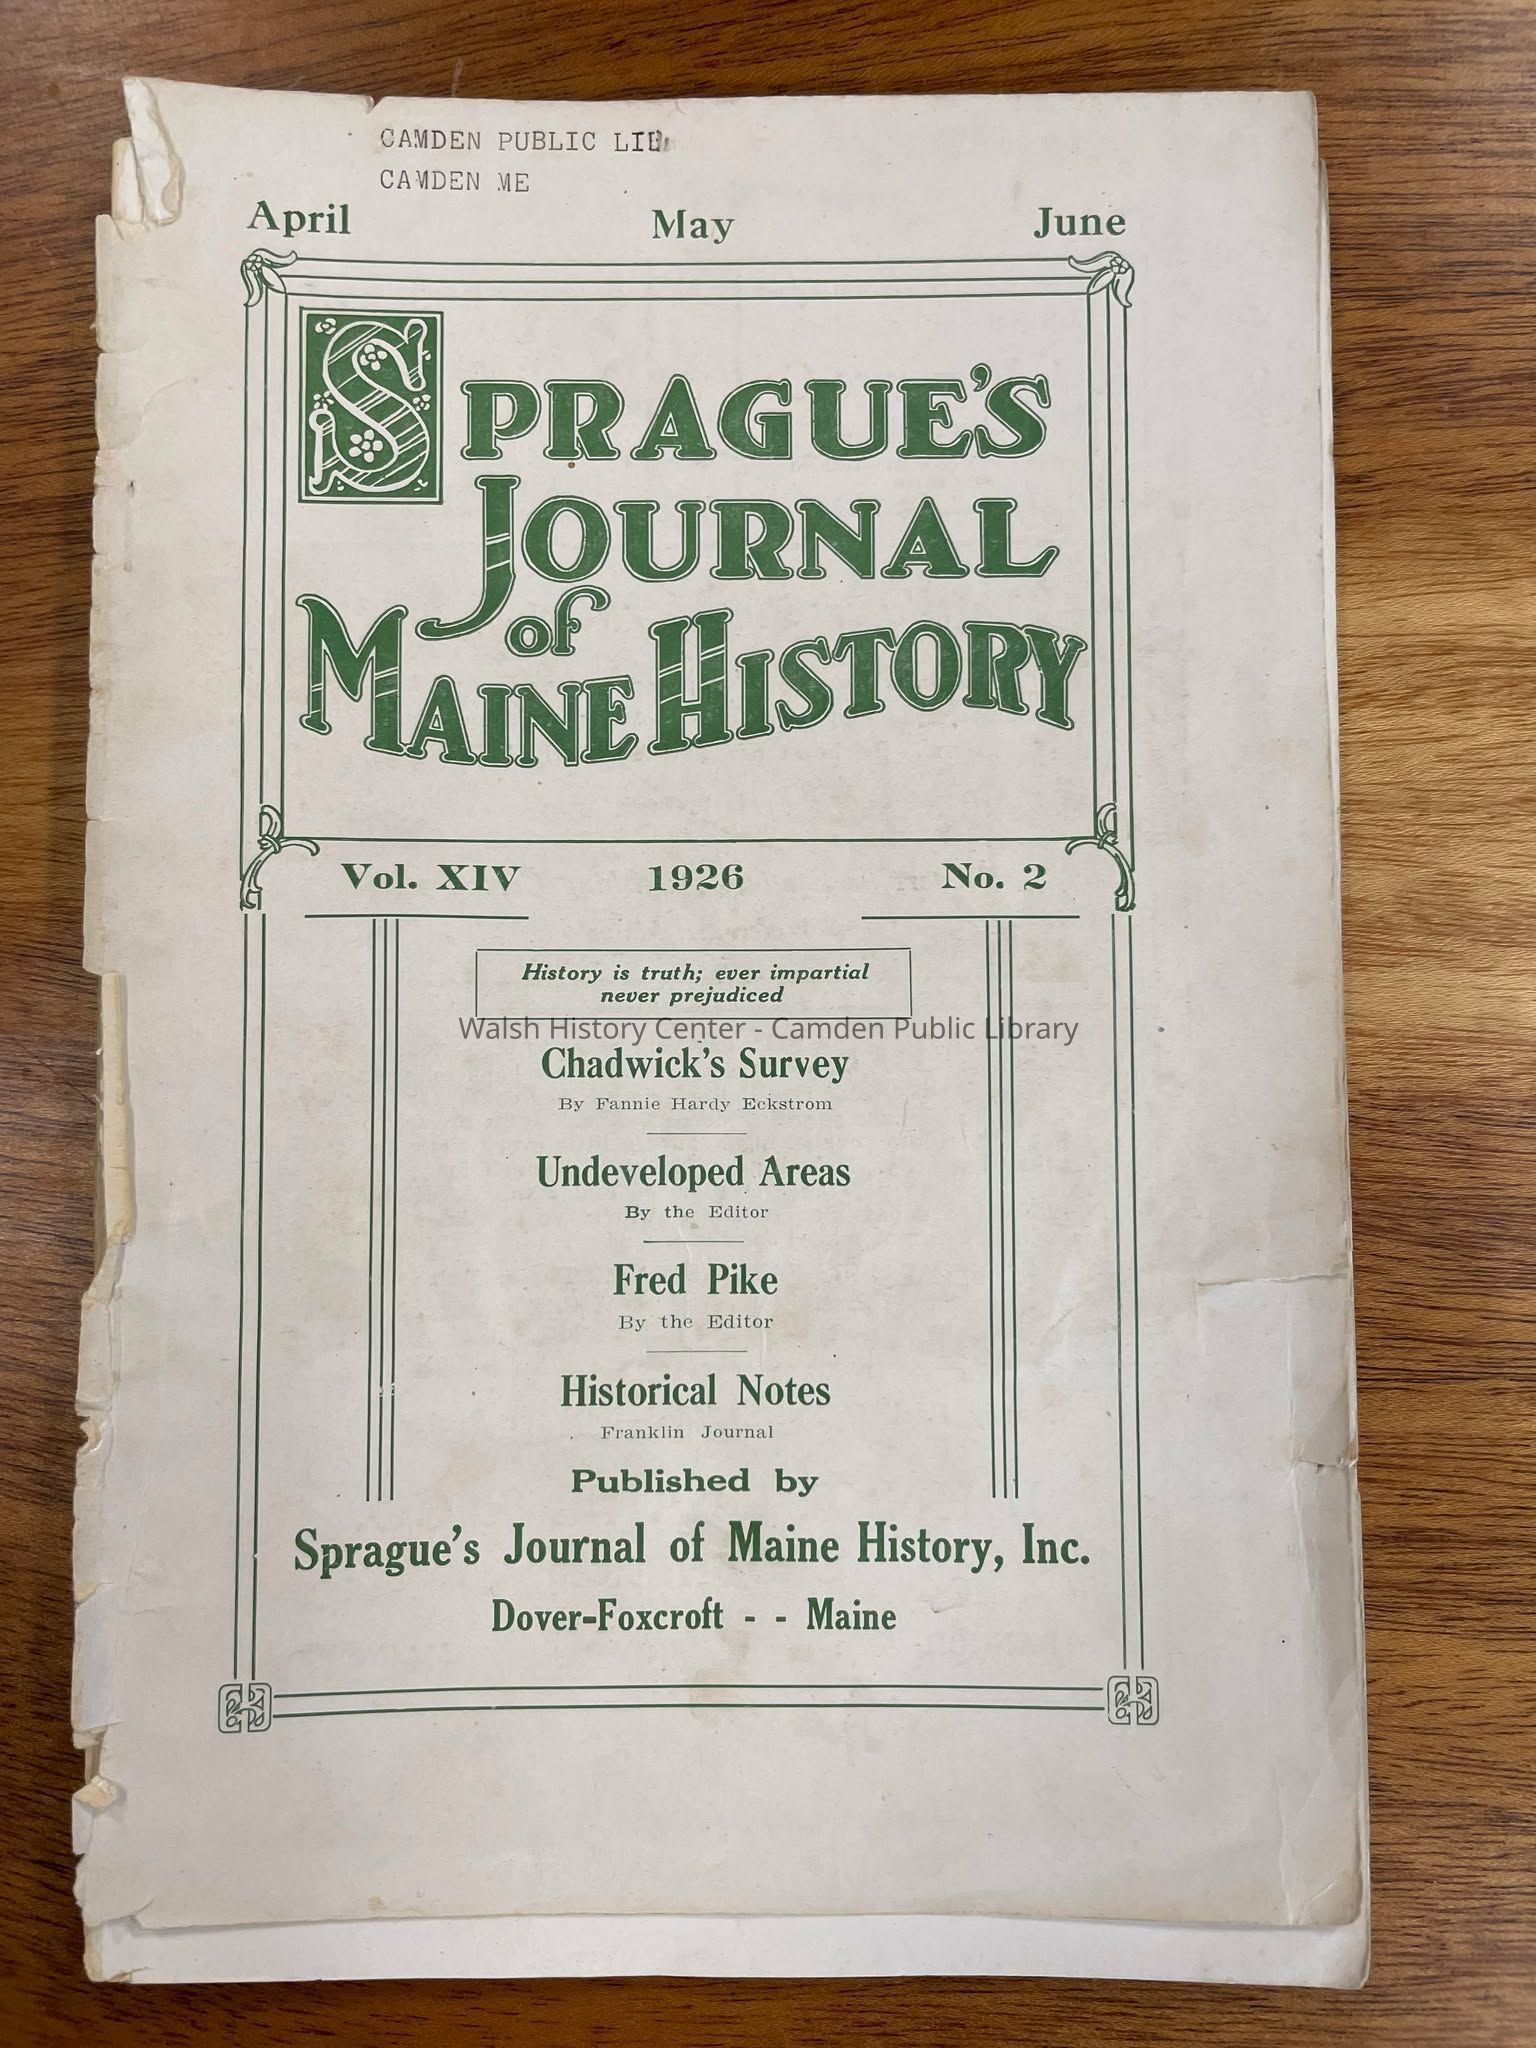 CAMDEN PUBLIC LIB
CAMDEN ME
April May June
SPRAGUE'S
JOURNAL
of
MAINE HISTORY
Vol. XIV 1926 No. 2
History is truth; ever impartial
never prejudiced
Walsh History Center - Camden Public Library
Chadwick's Survey
By Fannie Hardy Eckstrom
Undeveloped Areas
By the Editor
Fred Pike
By the Editor
Historical Notes
Franklin Journal
Published by
Sprague's Journal of Maine History, Inc.
Dover-Foxcroft - - Maine